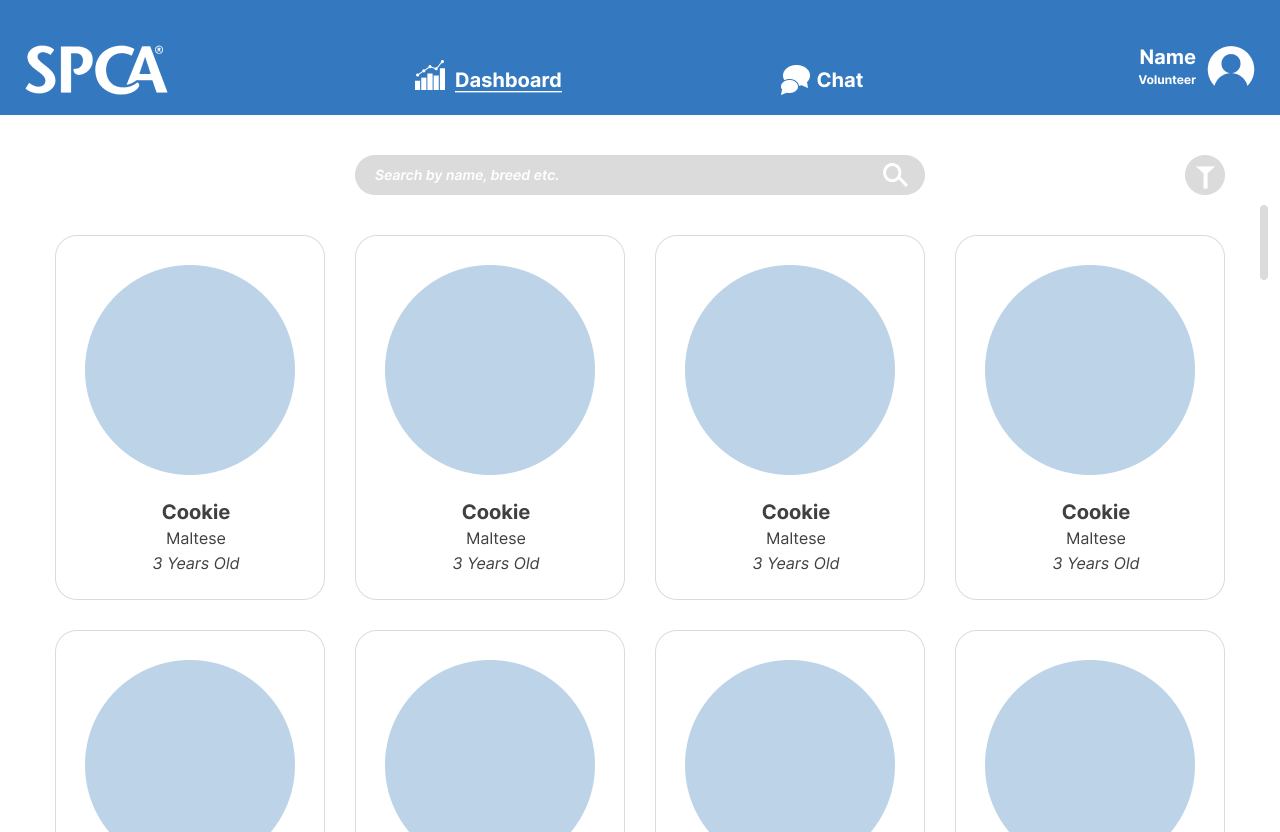 SPCA®
Dashboard
Chat
Name
Volunteer
Search by name, breed etc.
Cookie
Maltese
3 Years Old
Cookie
Maltese
3 Years Old
Cookie
Maltese
3 Years Old
Cookie
Maltese
3 Years Old